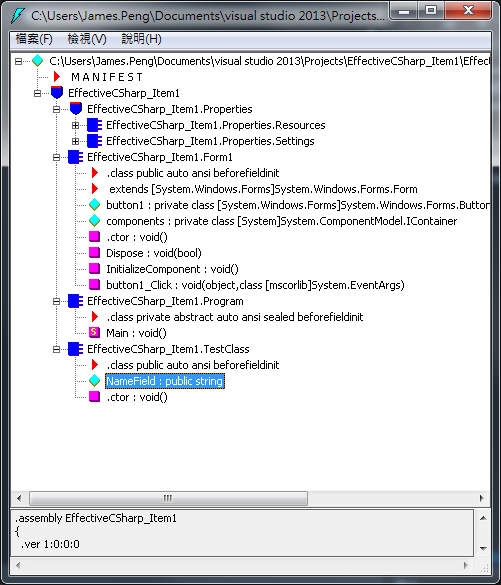 C:\Users\James.Peng\Documents\visual studio 2013\Projects...
檔案(F) 檢視(V) 說明(H)
C:\Users\James.Peng\Documents\visual studio 2013\Projects\EffectiveCSharp_Item1\Effec
M A N I F E S T
EffectiveCSharp_Item1
EffectiveCSharp_Item1.Properties
EffectiveCSharp_Item1.Properties.Resources
EffectiveCSharp_Item1.Properties.Settings
EffectiveCSharp_Item1.Form1
.class public auto ansi beforefieldinit
extends [System.Windows.Forms]System.Windows.Forms.Form
button1 : private class [System.Windows.Forms]System.Windows.Forms.Button
components : private class [System]System.ComponentModel.IContainer
.ctor : void()
Dispose : void(bool)
InitializeComponent : void()
button1_Click : void(object,class [mscorlib]System.EventArgs)
EffectiveCSharp_Item1.Program
.class private abstract auto ansi sealed beforefieldinit
Main : void()
EffectiveCSharp_Item1.TestClass
.class public auto ansi beforefieldinit
NameField : public string
.ctor : void()
.assembly EffectiveCSharp_Item1
{
.ver 1:0:0:0